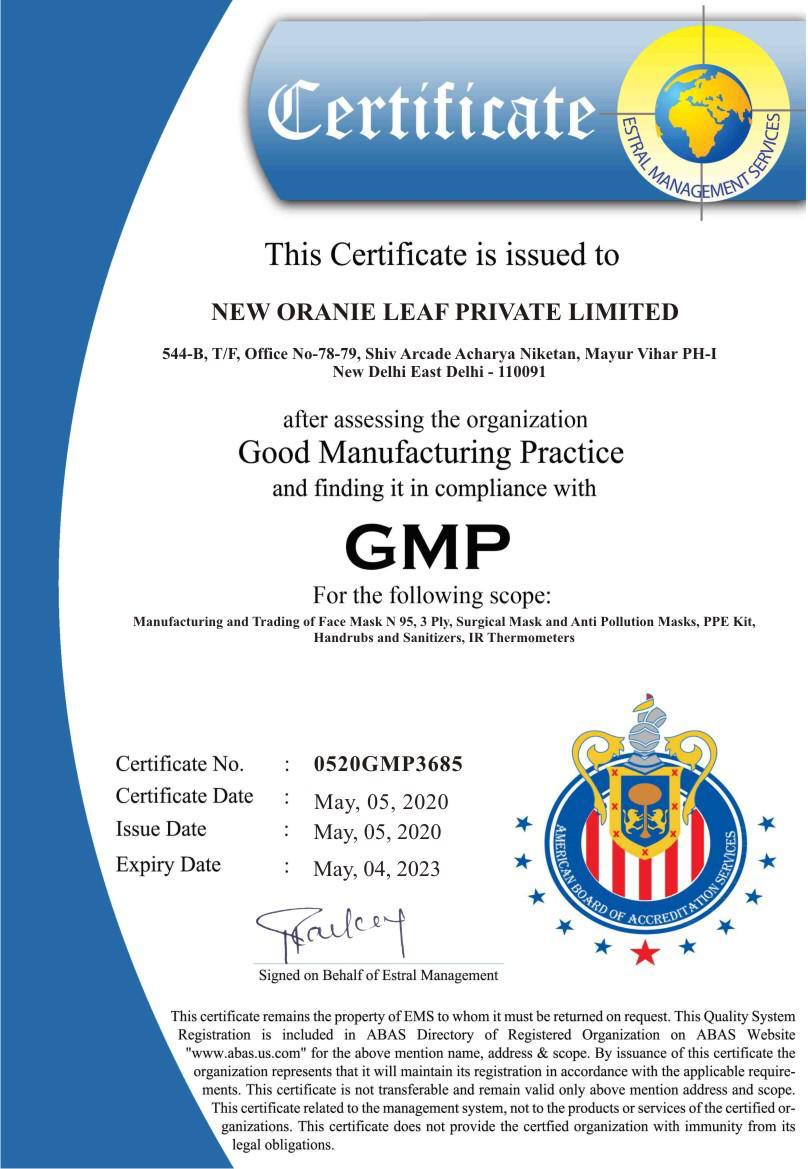 Certificate
ESTRAL MANAGEMENT SERVICES
This Certificate is issued to
NEW ORANIE LEAF PRIVATE LIMITED
544-B, T/F, Office No-78-79, Shiv Arcade Acharya Niketan, Mayur Vihar PH-I
New Delhi East Delhi - 110091
after assessing the organization
Good Manufacturing Practice
and finding it in compliance with
GMP
For the following scope:
Manufacturing and Trading of Face Mask N 95, 3 Ply, Surgical Mask and Anti Pollution Masks, PPE Kit,
Handrubs and Sanitizers, IR Thermometers
Certificate No. : 0520GMP3685
Certificate Date : May, 05, 2020
Issue Date : May, 05, 2020
Expiry Date : May, 04, 2023
AMERICAN BOARD OF ACCREDITATION SERVICES
Signed on Behalf of Estral Management
This certificate remains the property of EMS to whom it must be returned on request. This Quality System
Registration is included in ABAS Directory of Registered Organization on ABAS Website
"www.abas.us.com" for the above mention name, address & scope. By issuance of this certificate the
organization represents that it will maintain its registration in accordance with the applicable require-
ments. This certificate is not transferable and remain valid only above mention address and scope.
This certificate related to the management system, not to the products or services of the certified or-
ganizations. This certificate does not provide the certfied organization with immunity from its
legal obligations.